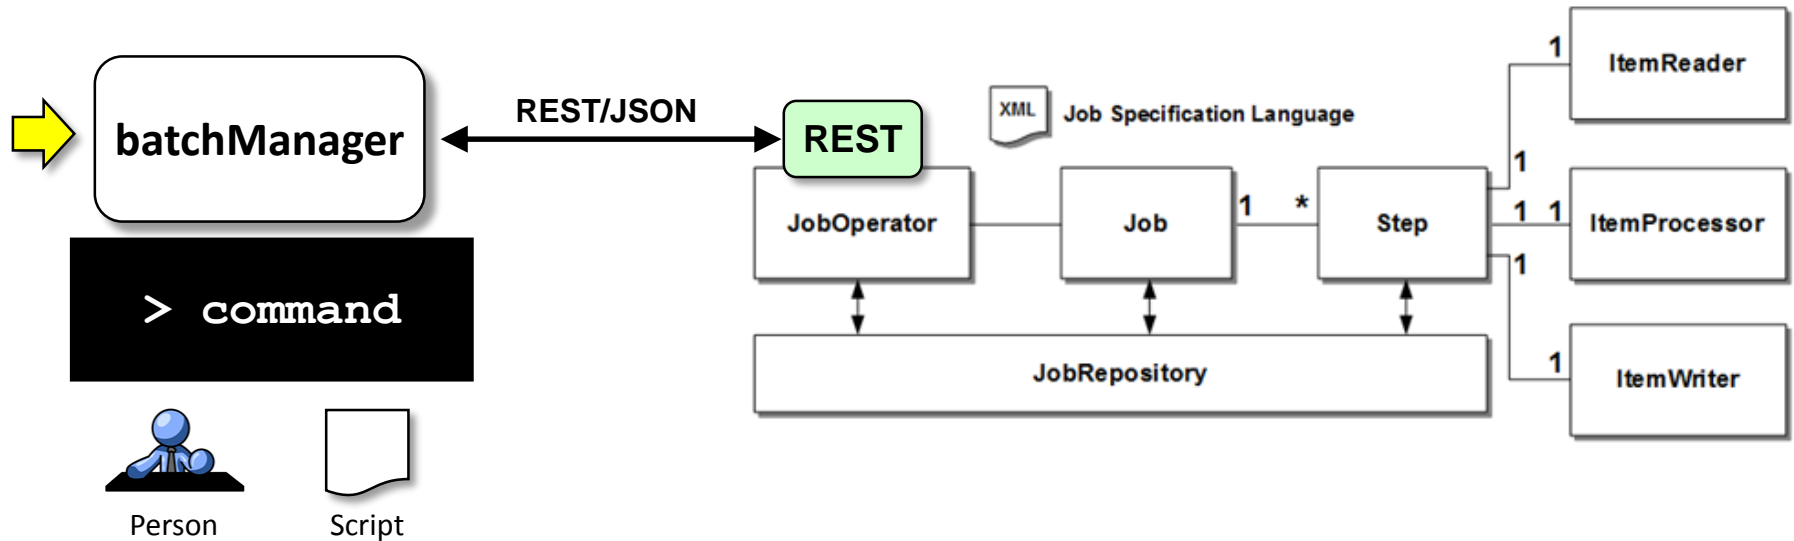 batchManager
> command
Person
Script
REST/JSON
REST
XML
Job Specification Language
JobOperator
Job
1
*
Step
1
1
1
1
1
1
ItemReader
ItemProcessor
ItemWriter
JobRepository